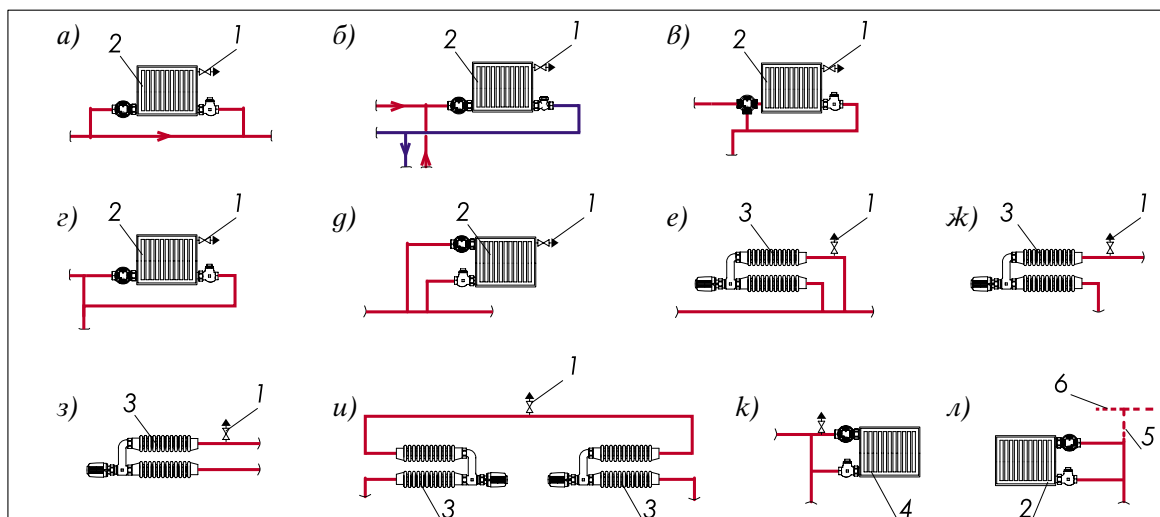 а) 2 1 б) 2 1 в) 2 1
г) 2 1 д) 2 1 е) 3 1 ж) 3 1
з) 3 1 и) 3 3 1 k) 4 л) 6 5 2